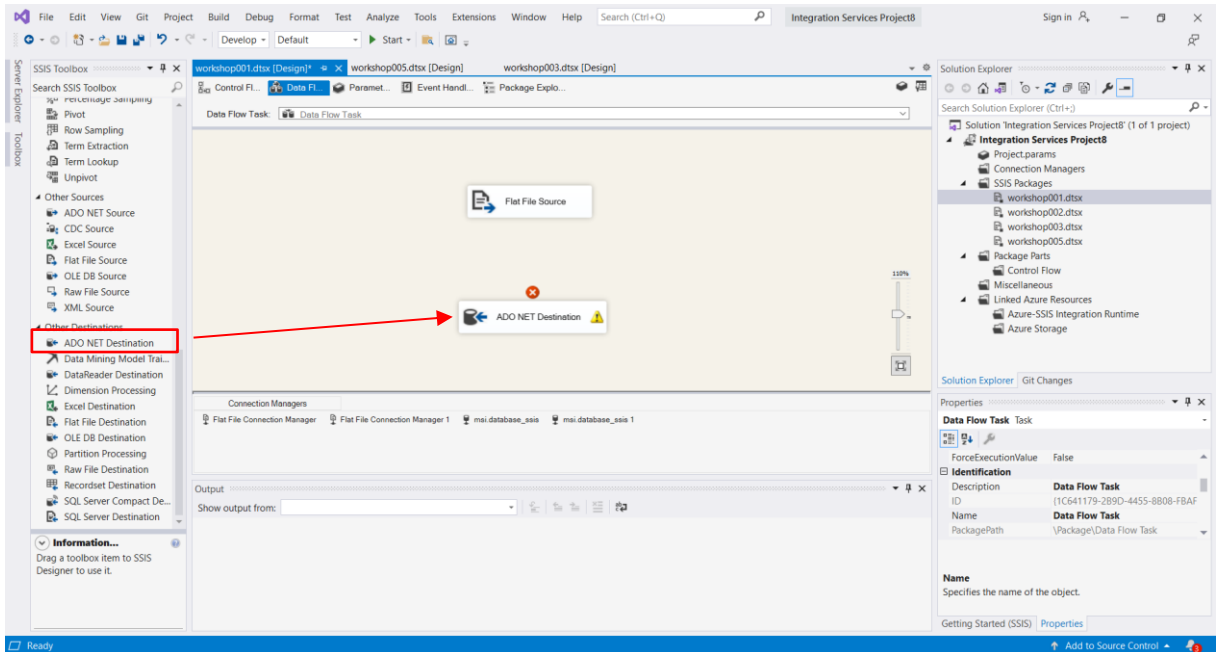 File Edit View Git Project Build Debug Format Test Analyze Tools Extensions Window Help Search (Ctrl+Q) Integration Services Project8 Sign in
Develop Default Start
Server Explorer
Toolbox
SSIS Toolbox
Search SSIS Toolbox
Percentage Sampling
Pivot
Row Sampling
Term Extraction
Term Lookup
Unpivot
Other Sources
ADO NET Source
CDC Source
Excel Source
Flat File Source
OLE DB Source
Raw File Source
XML Source
Other Destinations
ADO NET Destination
Data Mining Model Trai...
DataReader Destination
Dimension Processing
Excel Destination
Flat File Destination
OLE DB Destination
Partition Processing
Raw File Destination
Recordset Destination
SQL Server Compact De...
SQL Server Destination
Information...
Drag a toolbox item to SSIS
Designer to use it.
workshop001.dtsx [Design]* workshop005.dtsx [Design] workshop003.dtsx [Design]
Control Fl... Data Fl... Paramet... Event Handl... Package Explo...
Data Flow Task: Data Flow Task
Flat File Source
ADO NET Destination
110%
Connection Managers
Flat File Connection Manager Flat File Connection Manager 1 msi.database_ssis msi.database_ssis 1
Output
Show output from:
Solution Explorer
Search Solution Explorer (Ctrl+;)
Solution 'Integration Services Project8' (1 of 1 project)
Integration Services Project8
Project.params
Connection Managers
SSIS Packages
workshop001.dtsx
workshop002.dtsx
workshop003.dtsx
workshop005.dtsx
Package Parts
Control Flow
Miscellaneous
Linked Azure Resources
Azure-SSIS Integration Runtime
Azure Storage
Solution Explorer Git Changes
Properties
Data Flow Task Task
ForceExecutionValue False
Identification
Description Data Flow Task
ID {1C641179-2B9D-4455-8B08-FBAF
Name Data Flow Task
PackagePath \Package\Data Flow Task
Name
Specifies the name of the object.
Getting Started (SSIS) Properties
Ready Add to Source Control 3